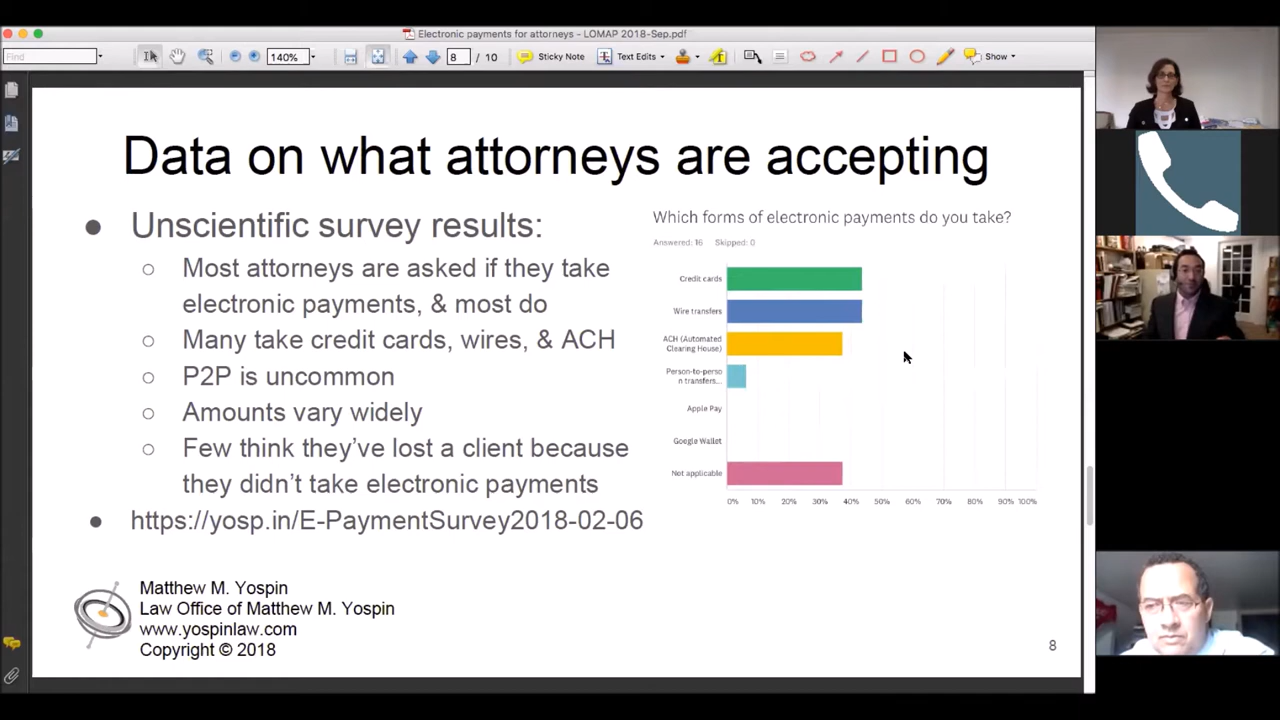 Electronic payments for attorneys - LOMAP 2018-Sep.pdf
Find
140%
8 / 10
Sticky Note
Text Edits
Show
Data on what attorneys are accepting
● Unscientific survey results:
○ Most attorneys are asked if they take
electronic payments, & most do
○ Many take credit cards, wires, & ACH
○ P2P is uncommon
○ Amounts vary widely
○ Few think they've lost a client because
they didn't take electronic payments
● https://yosp.in/E-PaymentSurvey2018-02-06
Which forms of electronic payments do you take?
Answered: 16 Skipped: 0
Credit cards
Wire transfers
ACH (Automated
Clearing House)
Person-to-perso
n transfers...
Apple Pay
Google Wallet
Not applicable
0% 10% 20% 30% 40% 50% 60% 70% 80% 90% 100%
Matthew M. Yospin
Law Office of Matthew M. Yospin
www.yospinlaw.com
Copyright © 2018
8